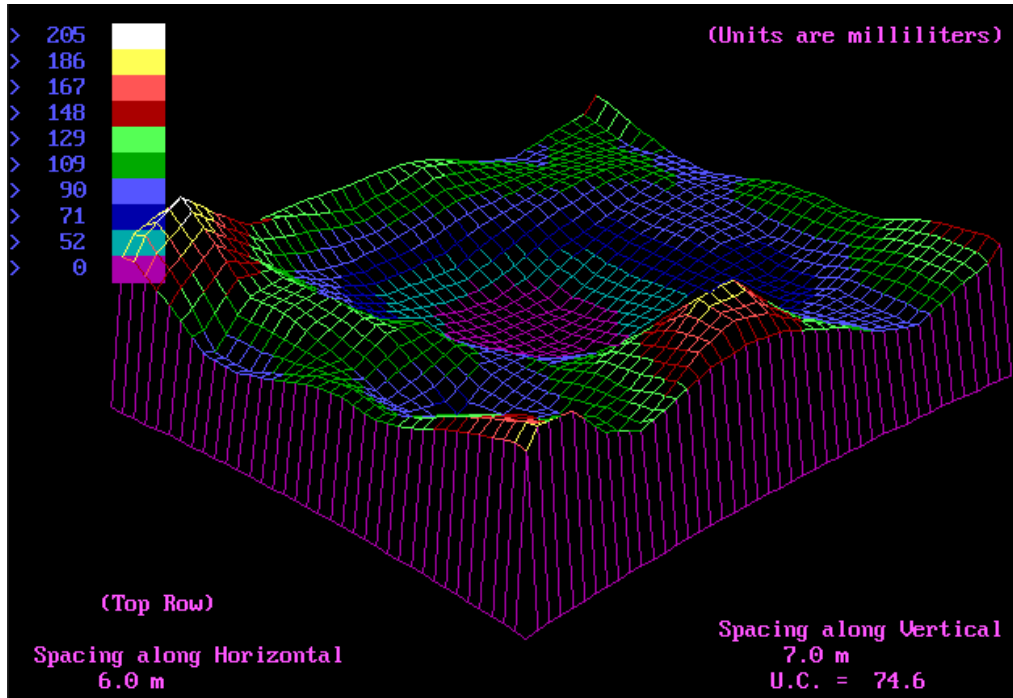 > 205
(Units are milliliters)
> 186
> 167
> 148
> 129
> 109
> 90
> 71
> 52
> 0
(Top Row)
Spacing along Horizontal
6.0 m
Spacing along Vertical
7.0 m
U.C. = 74.6